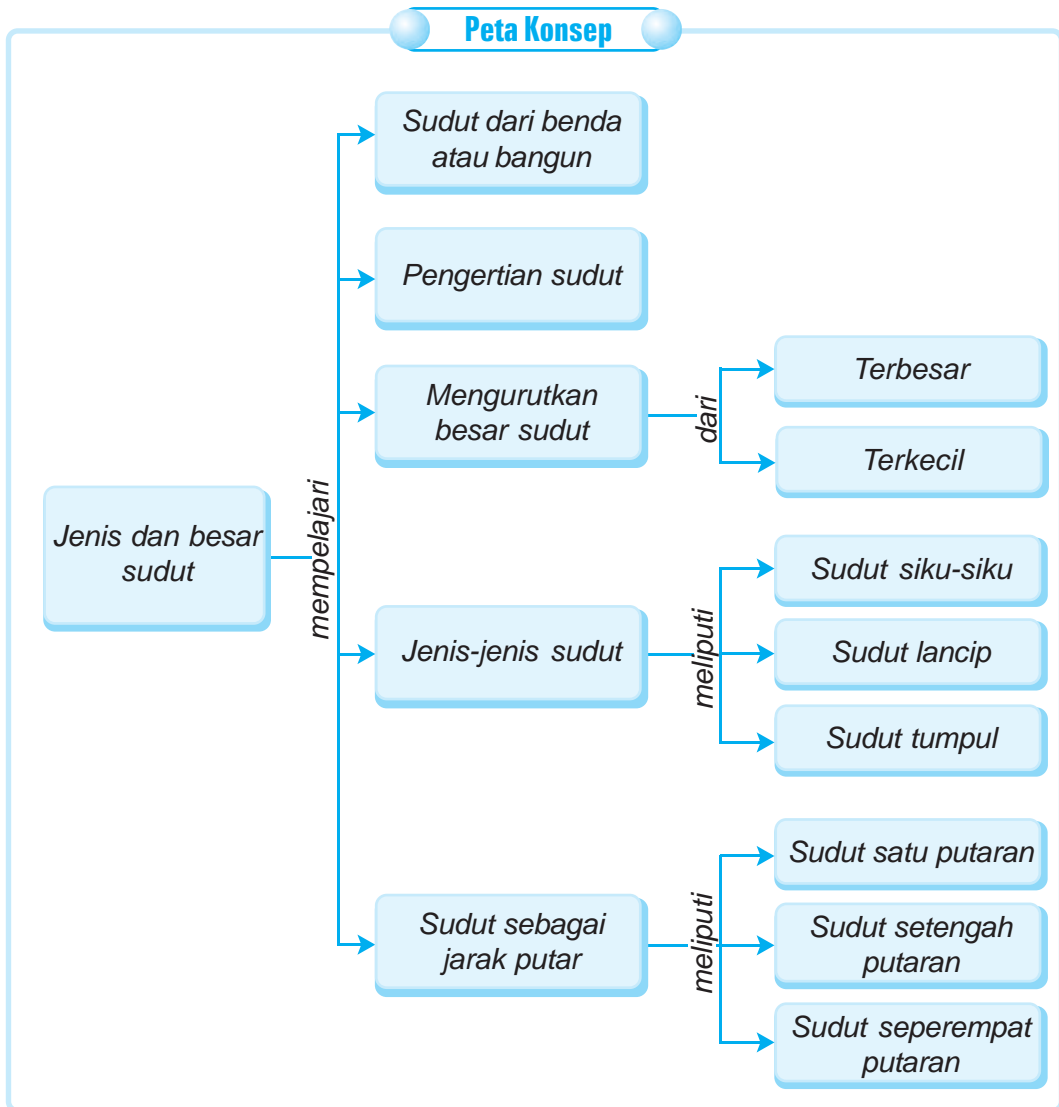 Peta Konsep
Sudut dari benda
atau bangun
Pengertian sudut
Mengurutkan
besar sudut
dari
Terbesar
Terkecil
Jenis dan besar
sudut
mempelajari
Jenis-jenis sudut
meliputi
Sudut siku-siku
Sudut lancip
Sudut tumpul
Sudut sebagai
jarak putar
meliputi
Sudut satu putaran
Sudut setengah
putaran
Sudut seperempat
putaran